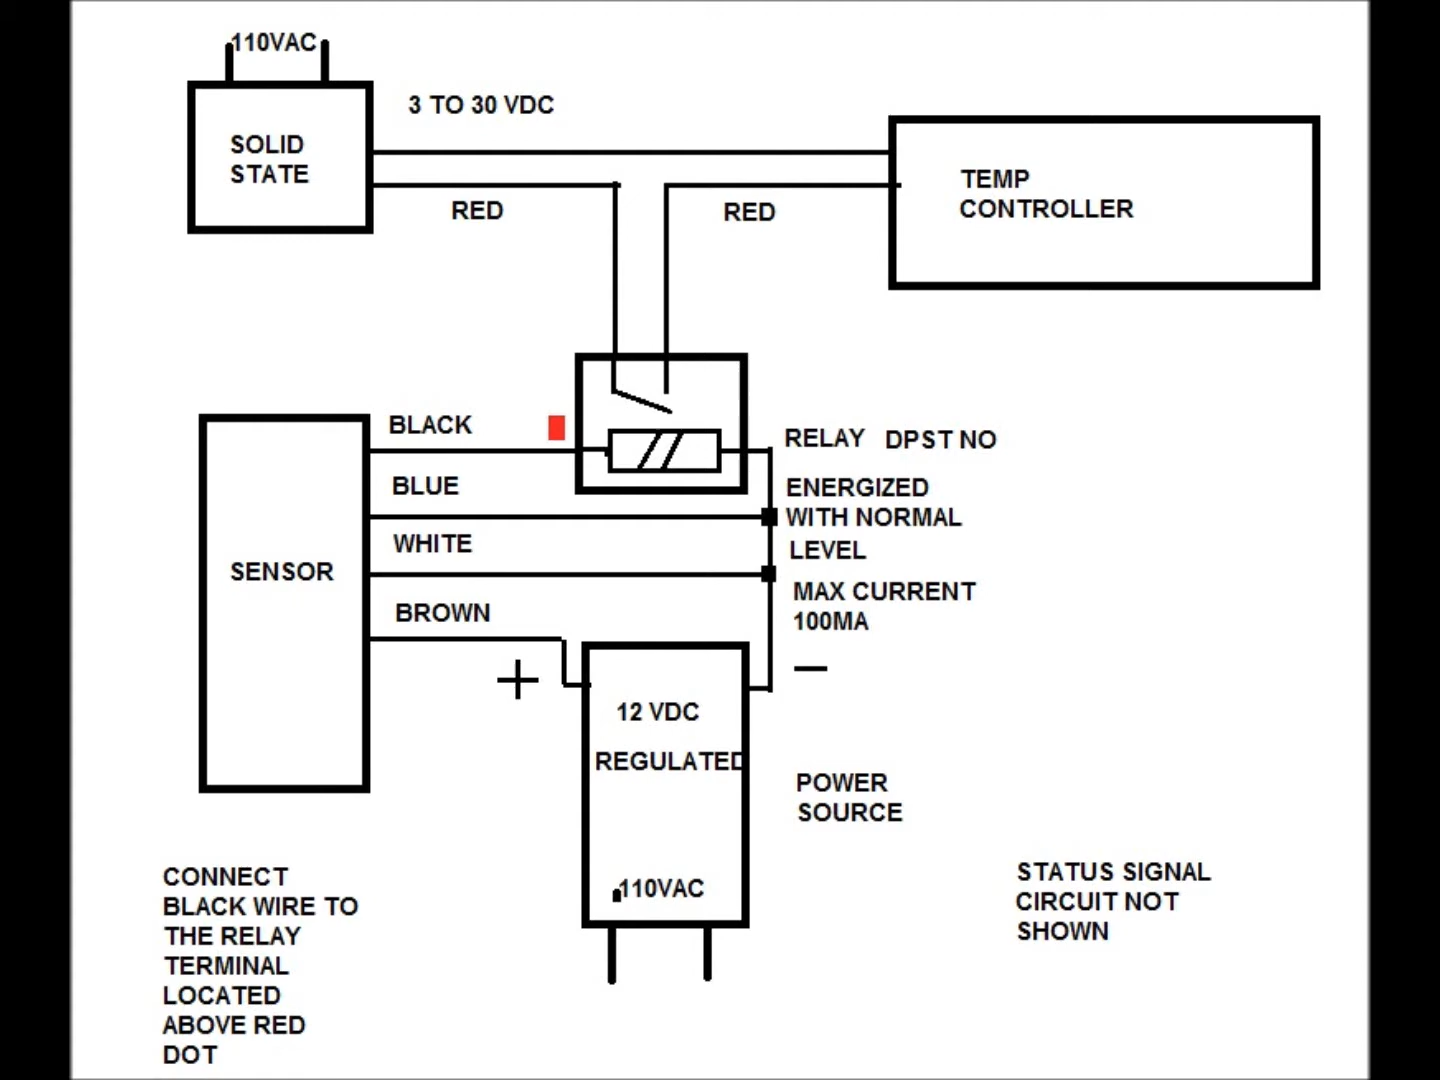 110VAC
SOLID
STATE
3 TO 30 VDC
RED
RED
TEMP
CONTROLLER
BLACK
BLUE
WHITE
BROWN
SENSOR
RELAY DPST NO
ENERGIZED
WITH NORMAL
LEVEL
MAX CURRENT
100MA
+
−
12 VDC
REGULATED
110VAC
POWER
SOURCE
CONNECT
BLACK WIRE TO
THE RELAY
TERMINAL
LOCATED
ABOVE RED
DOT
STATUS SIGNAL
CIRCUIT NOT
SHOWN